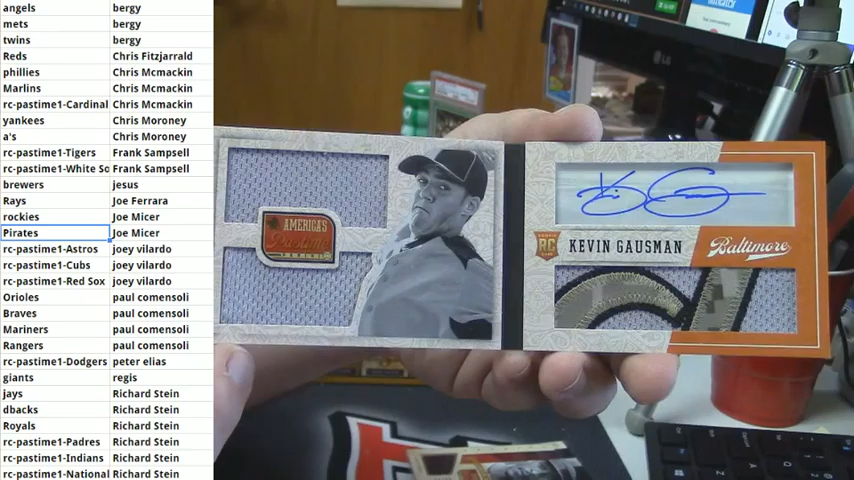 angels bergy
mets bergy
twins bergy
Reds Chris Fitzjarrald
phillies Chris Mcmackin
Marlins Chris Mcmackin
rc-pastime1-Cardinal Chris Mcmackin
yankees Chris Moroney
a's Chris Moroney
rc-pastime1-Tigers Frank Sampsell
rc-pastime1-White So Frank Sampsell
brewers jesus
Rays Joe Ferrara
rockies Joe Micer
Pirates Joe Micer
rc-pastime1-Astros joey vilardo
rc-pastime1-Cubs joey vilardo
rc-pastime1-Red Sox joey vilardo
Orioles paul comensoli
Braves paul comensoli
Mariners paul comensoli
Rangers paul comensoli
rc-pastime1-Dodgers peter elias
giants regis
jays Richard Stein
dbacks Richard Stein
Royals Richard Stein
rc-pastime1-Padres Richard Stein
rc-pastime1-Indians Richard Stein
rc-pastime1-National Richard Stein
LG
AMERICA'S
Pastime
PANINI
RC
KEVIN GAUSMAN
Baltimore